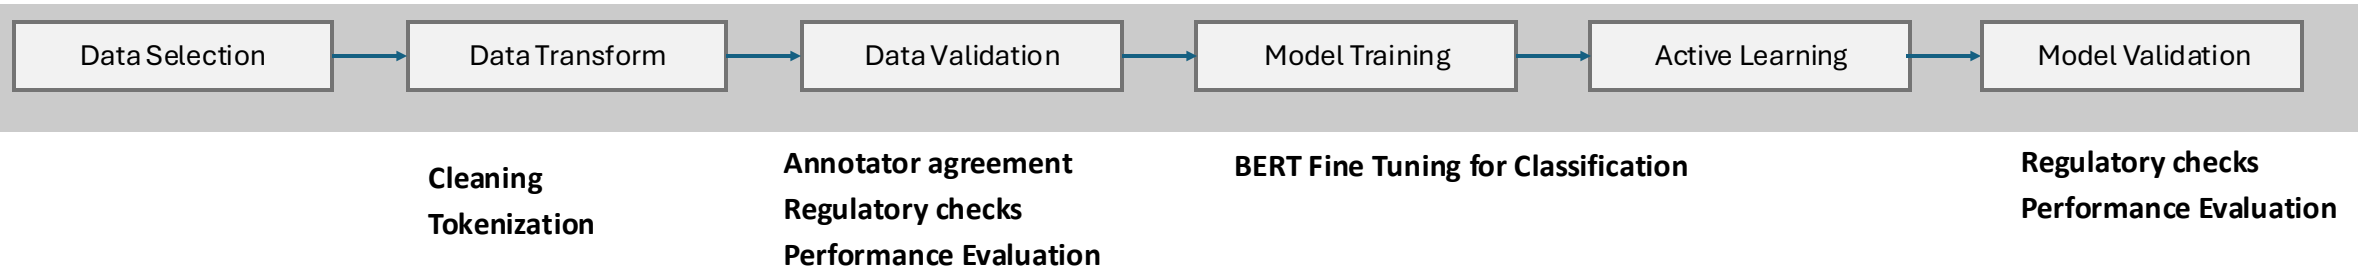 Data Selection
Data Transform
Data Validation
Model Training
Active Learning
Model Validation
Cleaning
Tokenization
Annotator agreement
Regulatory checks
Performance Evaluation
BERT Fine Tuning for Classification
Regulatory checks
Performance Evaluation